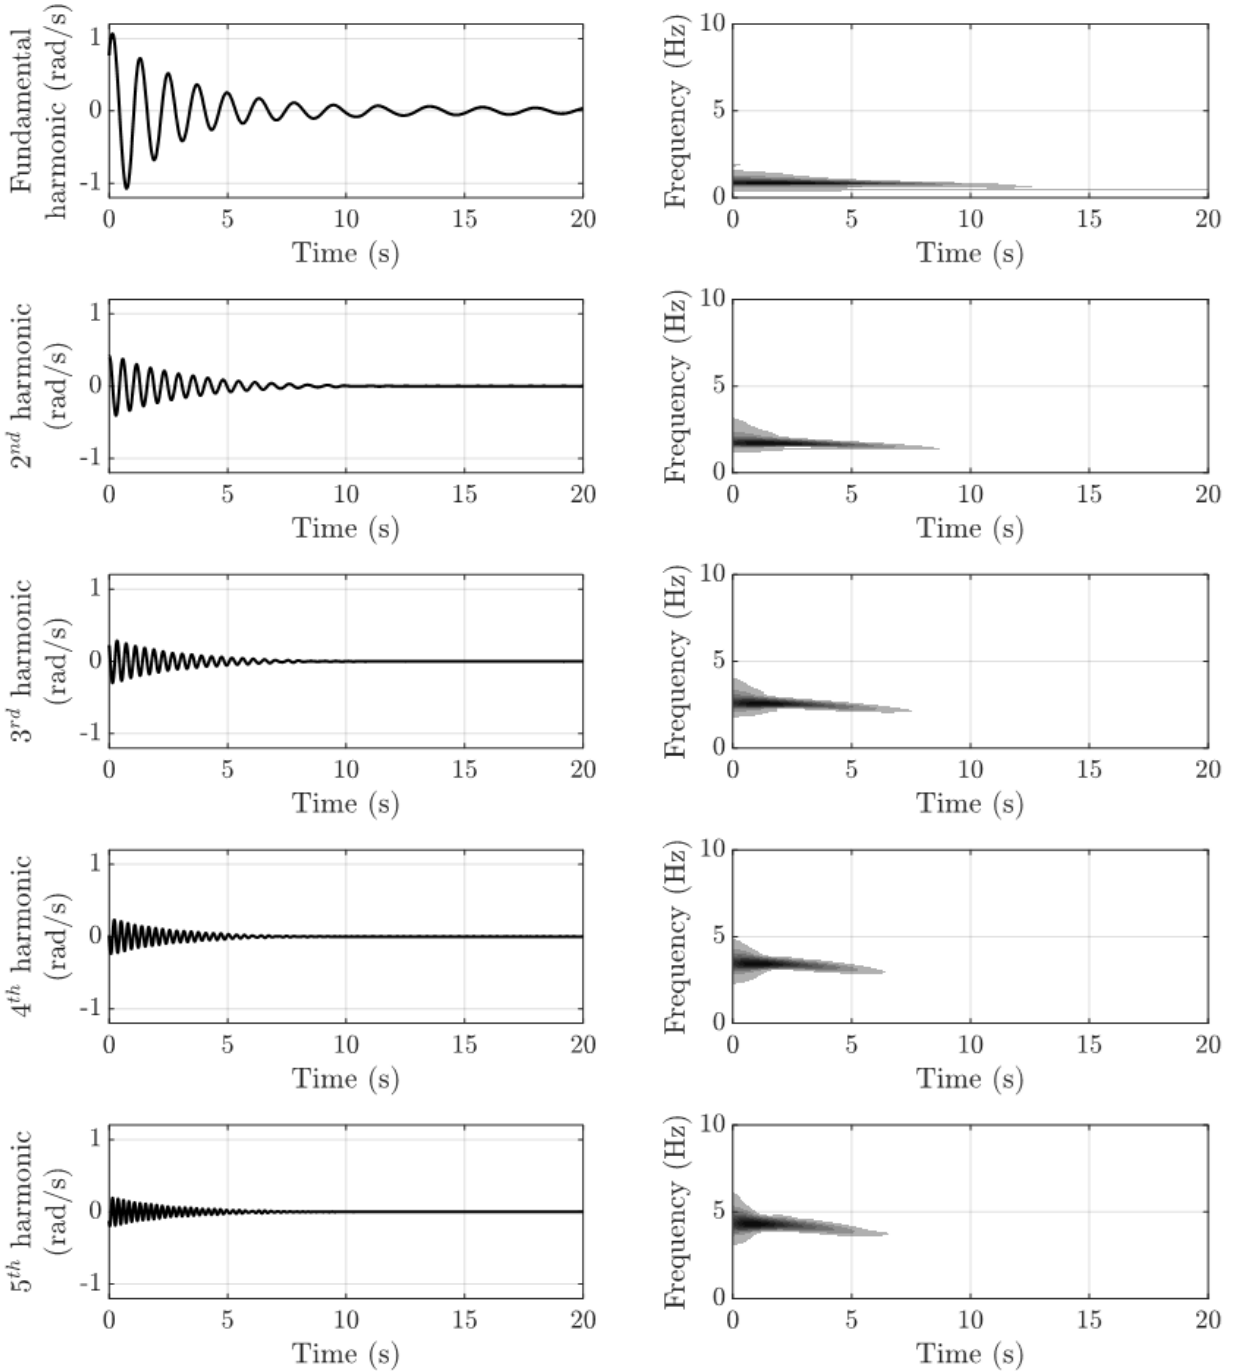 Fundamental
harmonic (rad/s)
1
0
-1
0 5 10 15 20
Time (s)
Frequency (Hz)
10
5
0
0 5 10 15 20
Time (s)
2nd harmonic
(rad/s)
1
0
-1
0 5 10 15 20
Time (s)
Frequency (Hz)
10
5
0
0 5 10 15 20
Time (s)
3rd harmonic
(rad/s)
1
0
-1
0 5 10 15 20
Time (s)
Frequency (Hz)
10
5
0
0 5 10 15 20
Time (s)
4th harmonic
(rad/s)
1
0
-1
0 5 10 15 20
Time (s)
Frequency (Hz)
10
5
0
0 5 10 15 20
Time (s)
5th harmonic
(rad/s)
1
0
-1
0 5 10 15 20
Time (s)
Frequency (Hz)
10
5
0
0 5 10 15 20
Time (s)